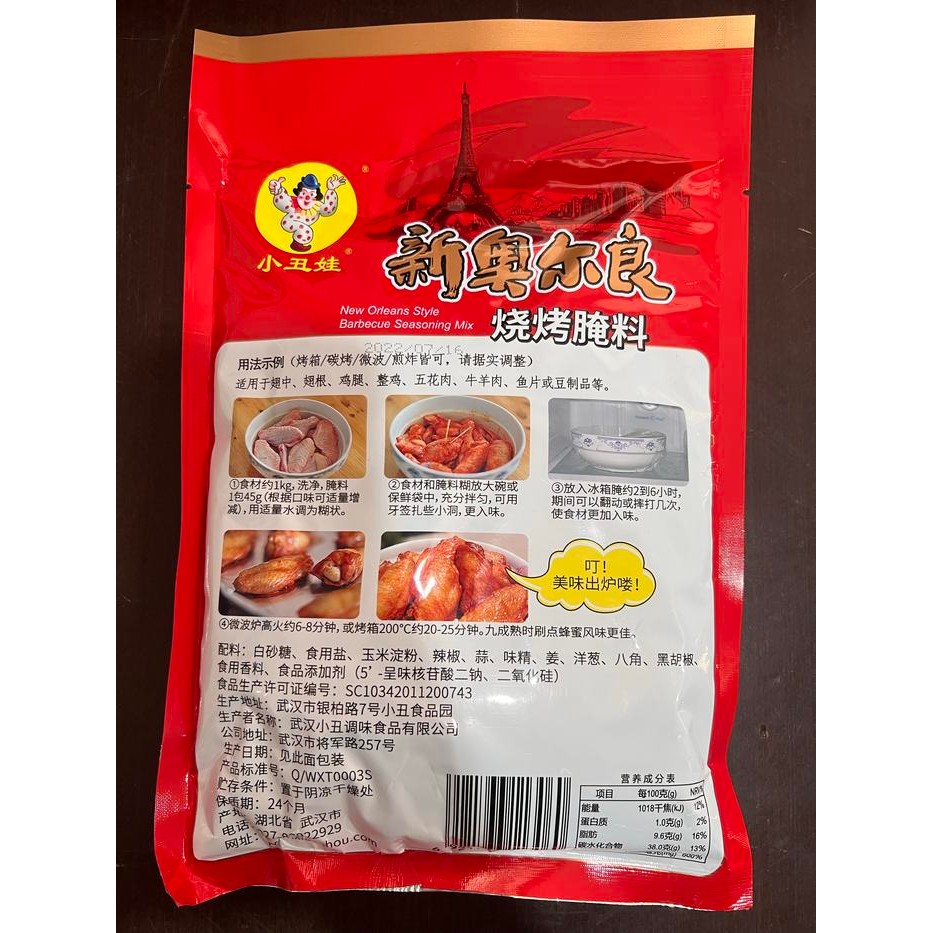 小丑娃
新奥尔良
New Orleans Style
Barbecue Seasoning Mix
烧烤腌料
2022/07/16
用法示例（烤箱/碳烤/微波/煎炸皆可，请据实调整）
适用于翅中、翅根、鸡腿、整鸡、五花肉、牛羊肉、鱼片或豆制品等。
①食材约1kg，洗净，腌料
1包45g（根据口味可适量增
减），用适量水调为糊状。
②食材和腌料糊放大碗或
保鲜袋中，充分拌匀，可用
牙签扎些小洞，更入味。
③放入冰箱腌约2到6小时，
期间可以翻动或摔打几次，
使食材更加入味。
叮！
美味出炉喽！
④微波炉高火约6-8分钟，或烤箱200°C约20-25分钟。九成熟时刷点蜂蜜风味更佳。
配料：白砂糖、食用盐、玉米淀粉、辣椒、蒜、味精、姜、洋葱、八角、黑胡椒、
食用香料、食品添加剂（5’-呈味核苷酸二钠、二氧化硅）
食品生产许可证编号：SC10342011200743
生产地址：武汉市银柏路7号小丑食品园
生产者名称：武汉小丑调味食品有限公司
公司地址：武汉市将军路257号
生产日期：见此面包装
产品标准号：Q/WXT0003S
贮存条件：置于阴凉干燥处
保质期：24个月
产地：湖北省 武汉市
电话
网址：
营养成分表
项目 每100克(g)
能量 1018千焦(kJ) 12%
蛋白质 1.0克(g) 2%
脂肪 9.6克(g) 16%
碳水化合物 38.0克(g) 13%